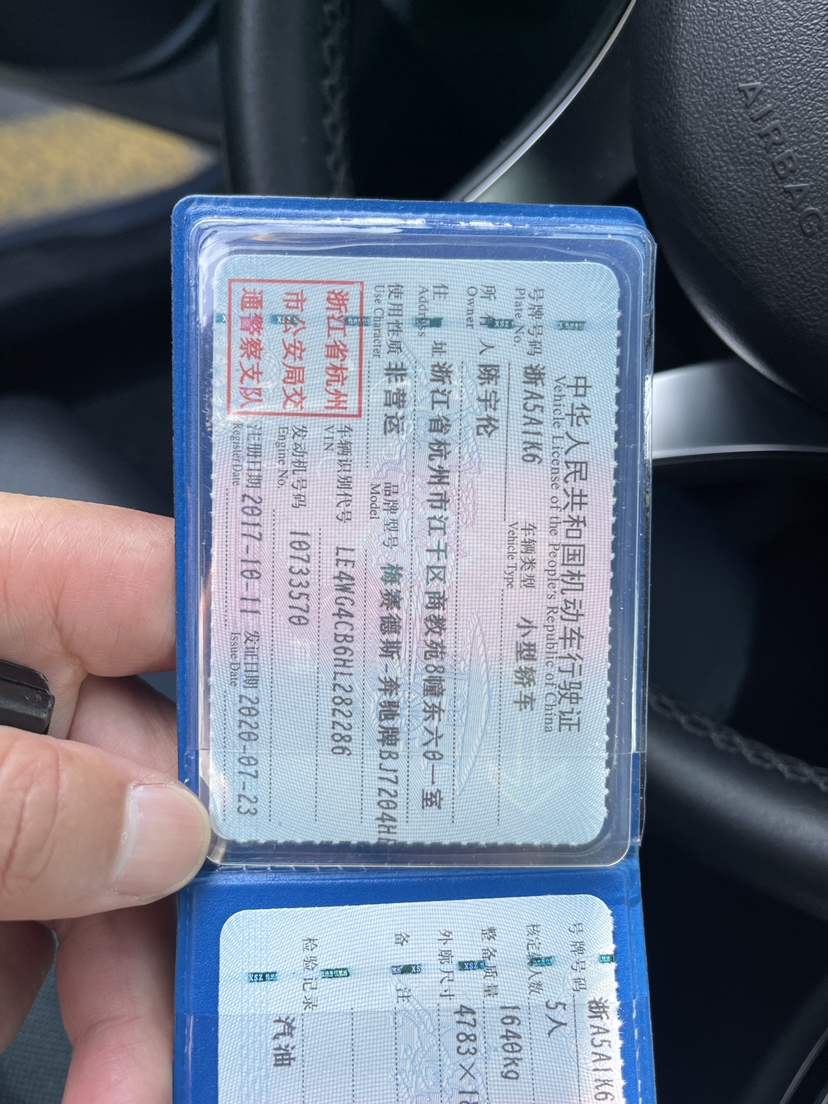 中华人民共和国机动车行驶证
Vehicle License of the People's Republic of China
号牌号码 浙A5A1K6 车辆类型 小型轿车
Plate No. Vehicle Type
所有人 陈宇伦
Owner
住址 浙江省杭州市江干区商教苑8幢东六0一室
Address
使用性质 非营运 品牌型号 梅赛德斯-奔驰牌BJ7204H
Use Character Model
浙江省杭州
市公安局交
通警察支队
车辆识别代号 LE4WG4CB6HL282286
VIN
发动机号码 10733570
Engine No.
注册日期 2017-10-11 发证日期 2020-07-23
Register Date Issue Date
号牌号码 浙A5A1K6
核定载人数 5人
整备质量 1640kg
外廓尺寸 4783×18
备注
检验记录 汽油
AIRBAG